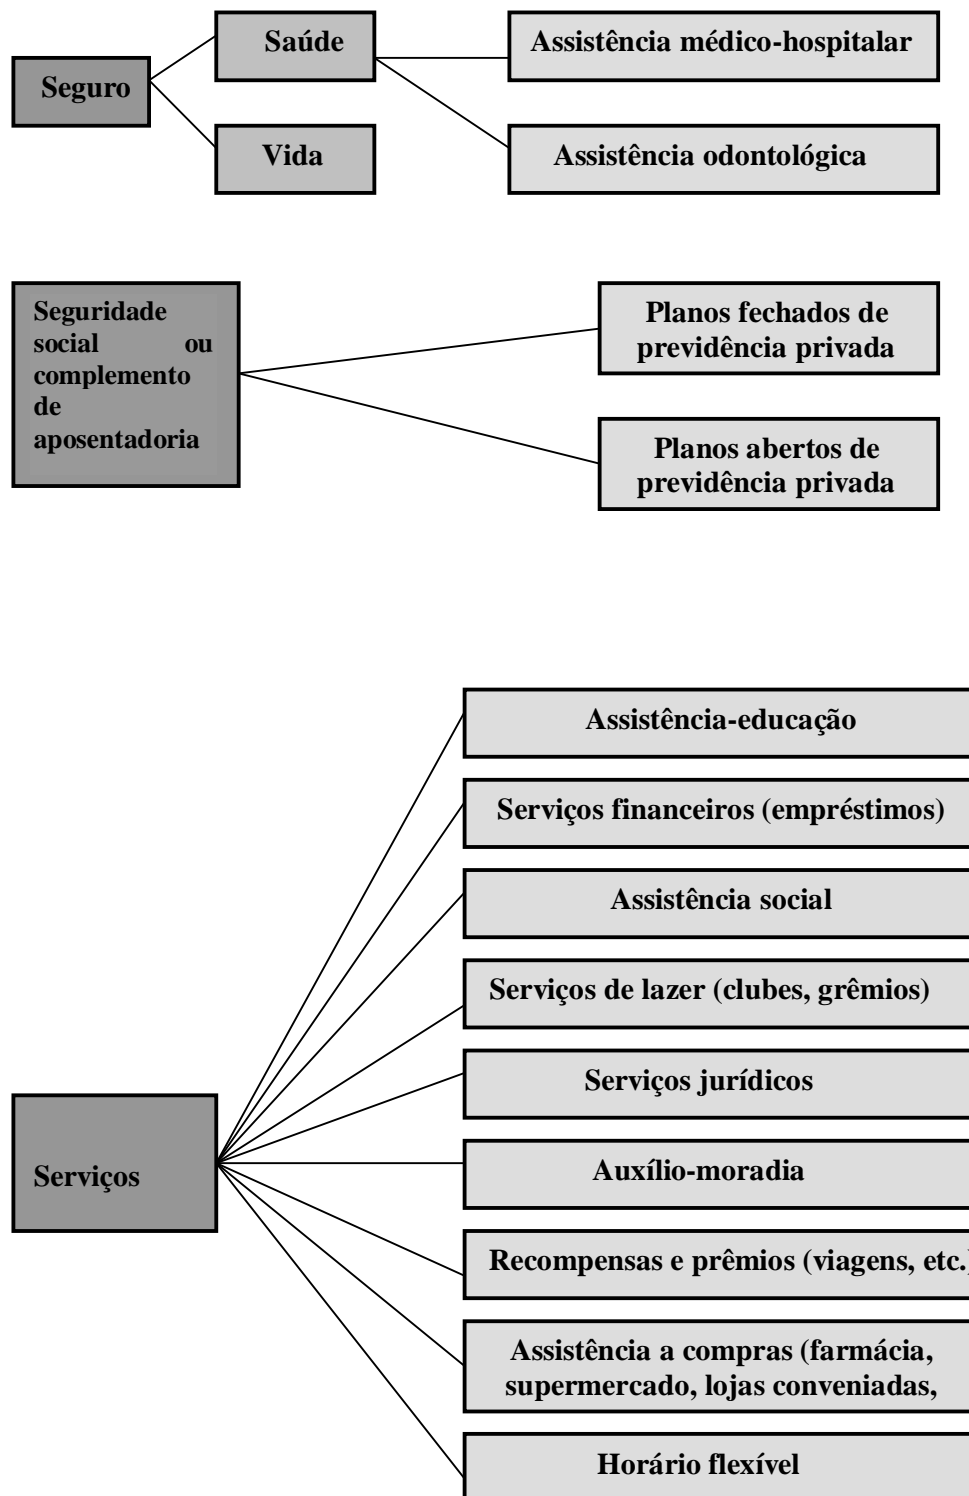 Seguro
Saúde
Vida
Assistência médico-hospitalar
Assistência odontológica
Seguridade
social ou
complemento
de
aposentadoria
Planos fechados de
previdência privada
Planos abertos de
previdência privada
Serviços
Assistência-educação
Serviços financeiros (empréstimos)
Assistência social
Serviços de lazer (clubes, grêmios)
Serviços jurídicos
Auxílio-moradia
Recompensas e prêmios (viagens, etc.)
Assistência a compras (farmácia,
supermercado, lojas conveniadas,
Horário flexível